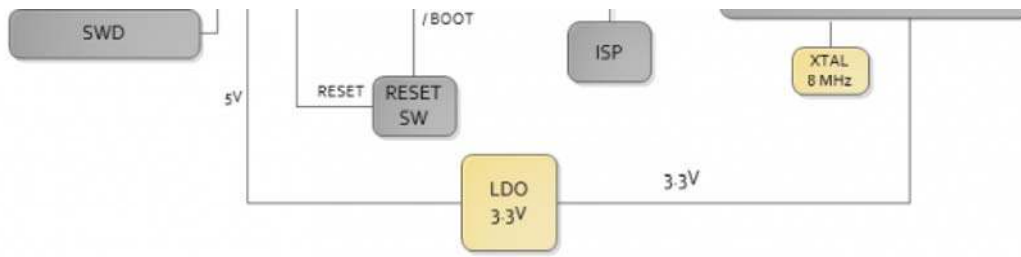 SWD
/BOOT
ISP
XTAL
8 MHz
5V
RESET
RESET
SW
LDO
3.3V
3.3V